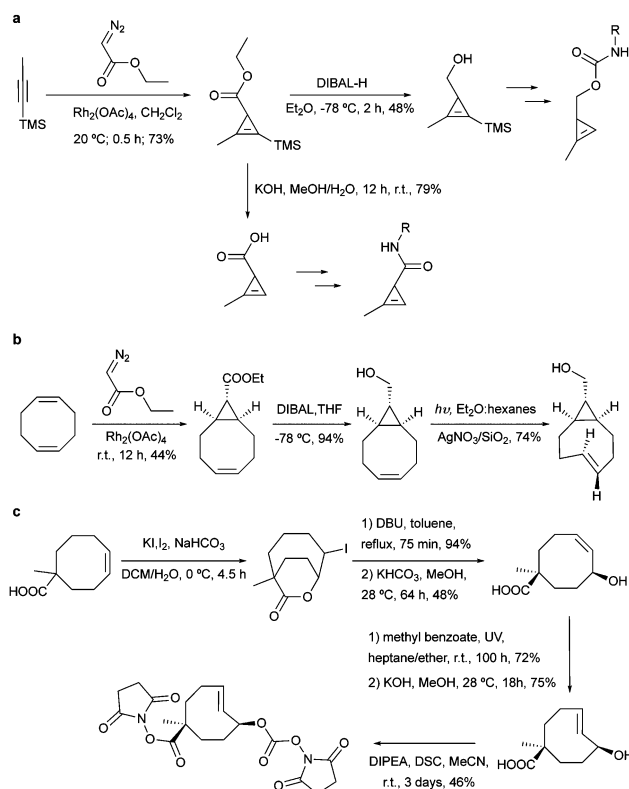 a
N2
O
O
Rh2(OAc)4, CH2Cl2
20 ºC; 0.5 h; 73%
TMS
O
O
TMS
DIBAL-H
Et2O, -78 ºC, 2 h, 48%
OH
TMS
R
HN
O
O
KOH, MeOH/H2O, 12 h, r.t., 79%
OH
O
R
HN
O
b
N2
O
O
Rh2(OAc)4
r.t., 12 h, 44%
COOEt
H
H
DIBAL,THF
-78 ºC, 94%
HO
H
H
hυ, Et2O:hexanes
AgNO3/SiO2, 74%
HO
H
H
H
H
c
HOOC
KI,I2, NaHCO3
DCM/H2O, 0 ºC, 4.5 h
I
O
O
1) DBU, toluene,
reflux, 75 min, 94%
2) KHCO3, MeOH,
28 ºC, 64 h, 48%
HOOC
OH
1) methyl benzoate, UV,
heptane/ether, r.t., 100 h, 72%
2) KOH, MeOH, 28 ºC, 18h, 75%
HOOC
OH
DIPEA, DSC, MeCN,
r.t., 3 days, 46%
O
N
O
O
O
O
O
O
N
O
O